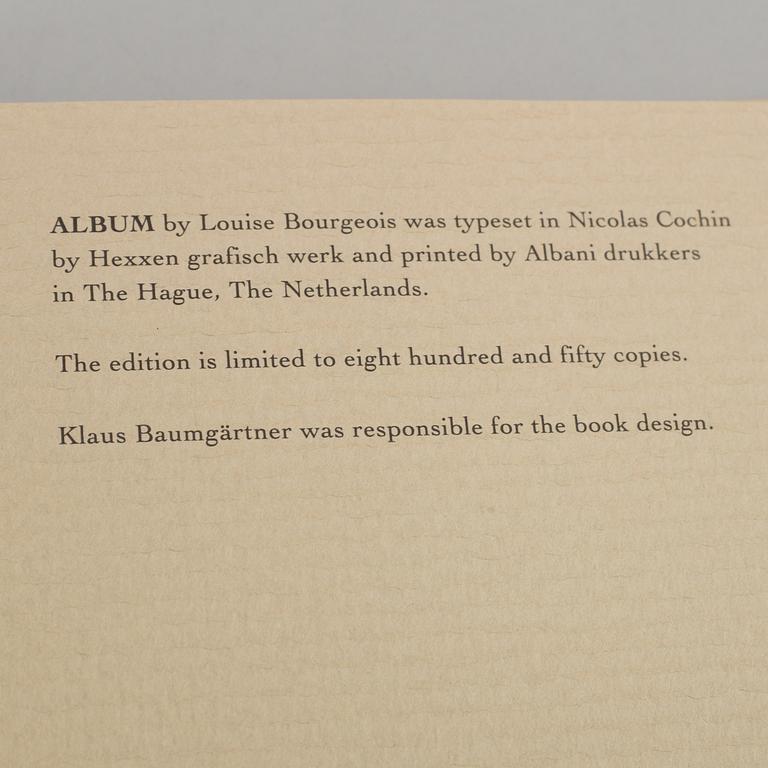 ALBUM by Louise Bourgeois was typeset in Nicolas Cochin
by Hexxen grafisch werk and printed by Albani drukkers
in The Hague, The Netherlands.
The edition is limited to eight hundred and fifty copies.
Klaus Baumgärtner was responsible for the book design.